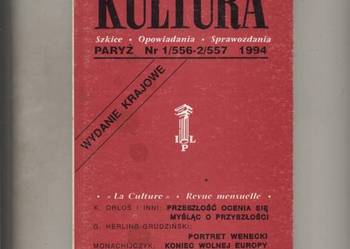 KULTURA
Szkice • Opowiadania • Sprawozdania
PARYŻ Nr 1/556-2/557 1994
WYDANIE KRAJOWE
I L
P
• « La Culture » • Revue mensuelle •
K. ORŁOŚ I INNI: PRZESZŁOŚĆ OCENIA SIĘ
MYŚLĄC O PRZYSZŁOŚCI
G. HERLING-GRUDZIŃSKI:
PORTRET WENECKI
MONACHIJCZYK: KONIEC WOLNEJ EUROPY